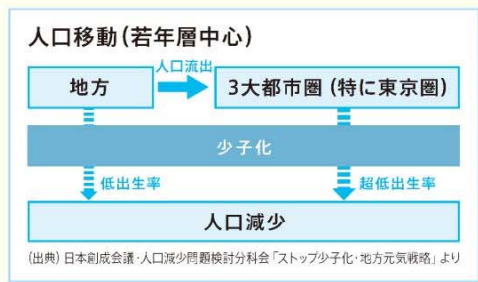 人口移動(若年層中心)
人口流出
地方
3大都市圏(特に東京圏)
少子化
低出生率
超低出生率
人口減少
(出典)日本創成会議・人口減少問題検討分科会「ストップ少子化・地方元気戦略」より